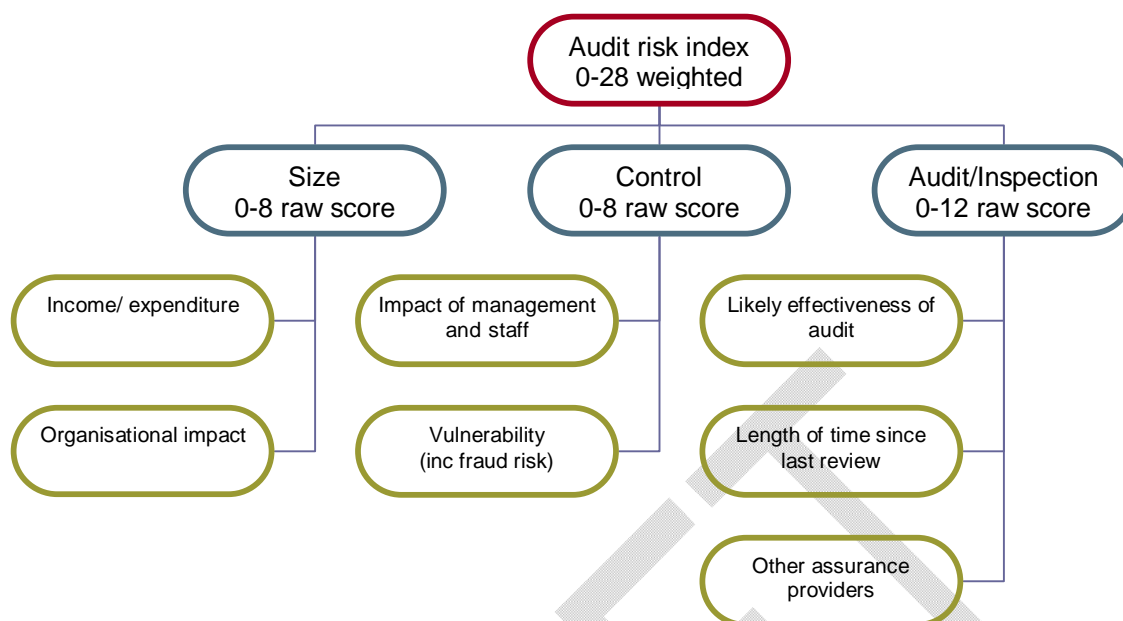 Audit risk index
0-28 weighted
Size
0-8 raw score
Control
0-8 raw score
Audit/Inspection
0-12 raw score
Income/ expenditure
Impact of management
and staff
Likely effectiveness of
audit
Organisational impact
Vulnerability
(inc fraud risk)
Length of time since
last review
Other assurance
providers